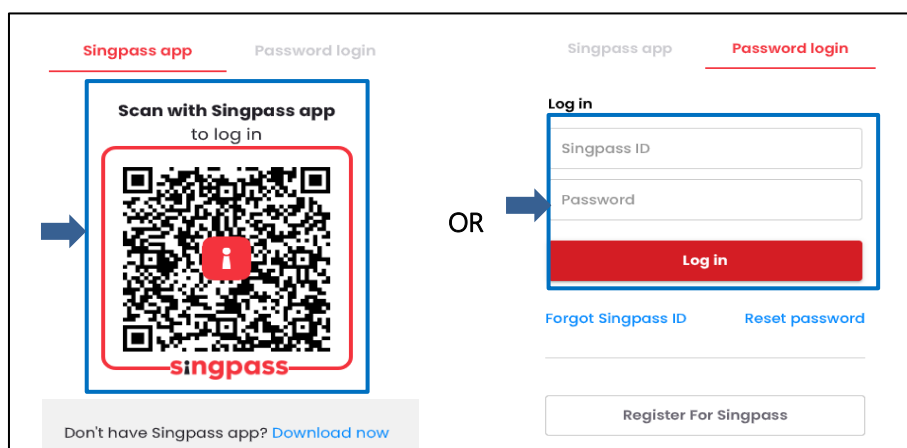 Singpass app Password login
Scan with Singpass app
to log in
singpass
Don't have Singpass app? Download now
OR
Singpass app Password login
Log in
Singpass ID
Password
Log in
Forgot Singpass ID Reset password
Register For Singpass